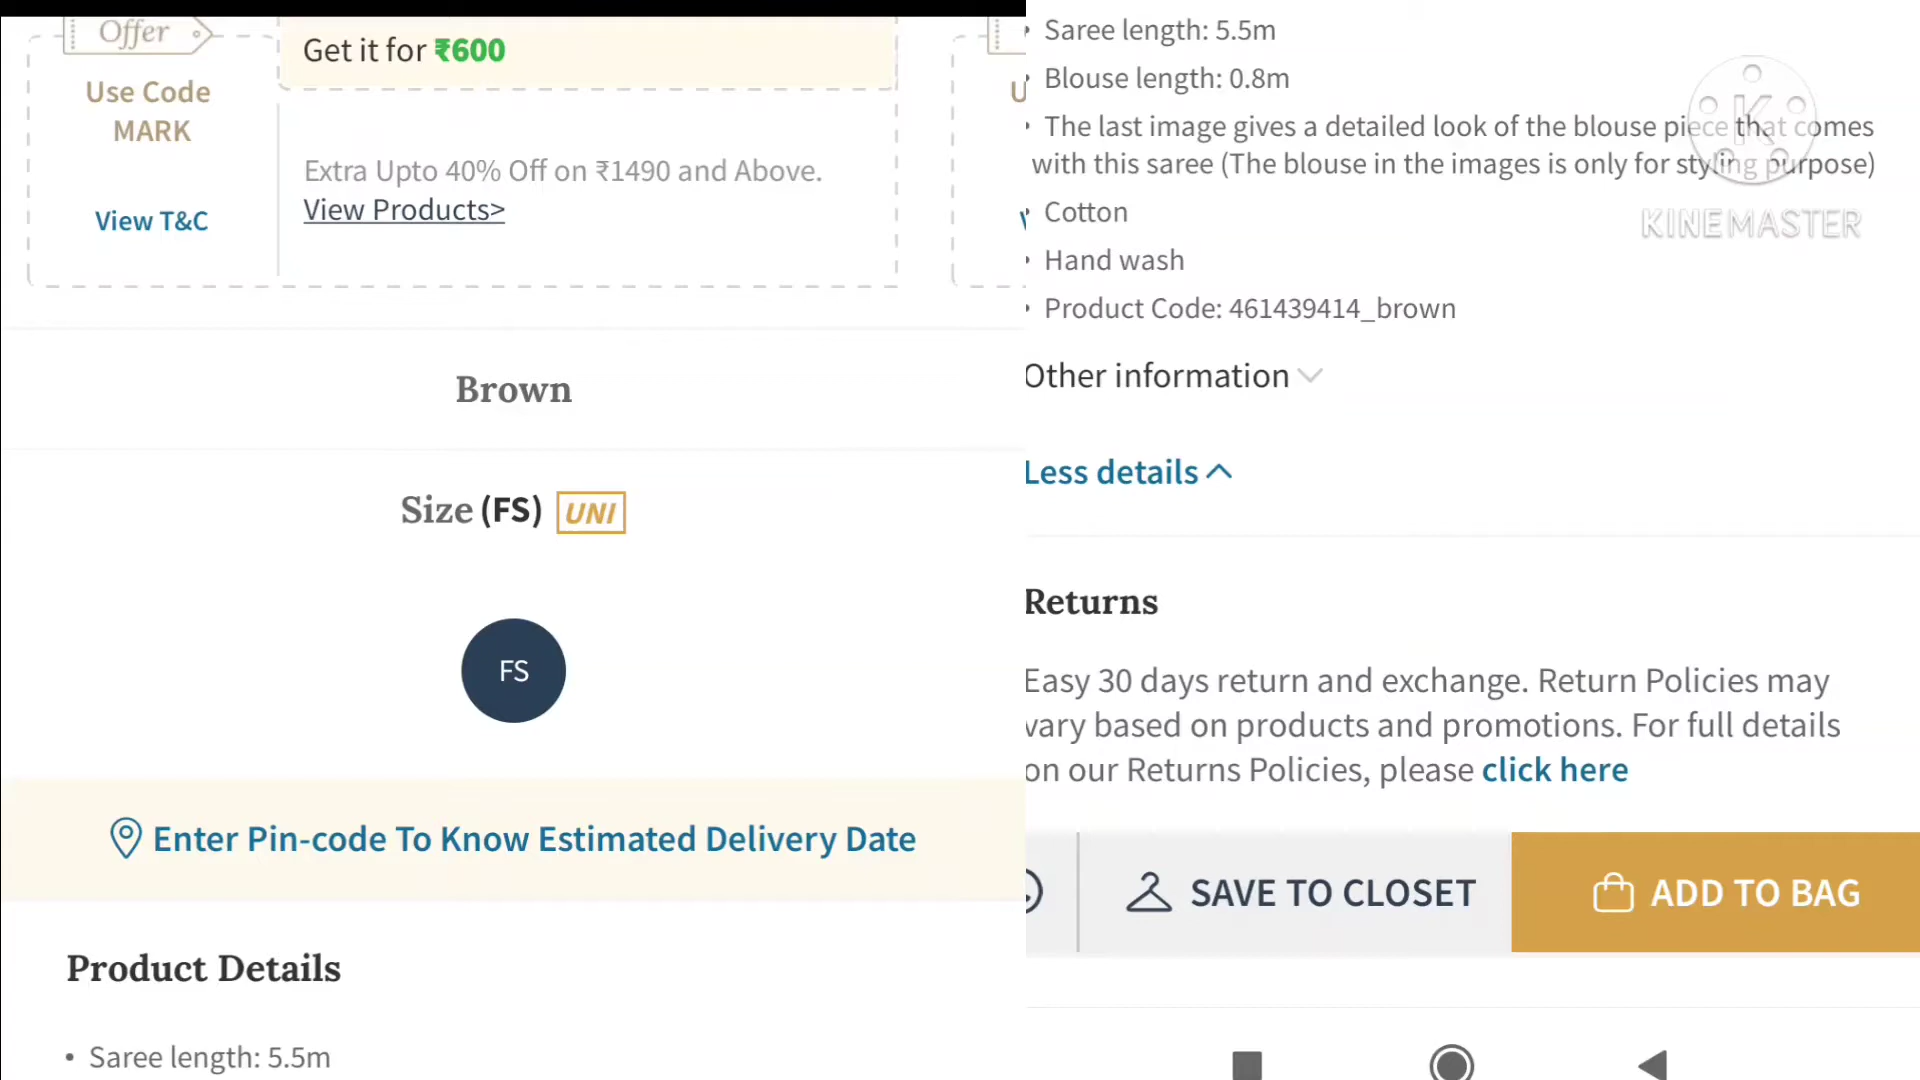 Offer
Get it for ₹600
Use Code
MARK
Extra Upto 40% Off on ₹1490 and Above.
View Products>
View T&C
Brown
Size (FS) UNI
FS
Enter Pin-code To Know Estimated Delivery Date
Product Details
• Saree length: 5.5m
• Saree length: 5.5m
• Blouse length: 0.8m
• The last image gives a detailed look of the blouse piece that comes
with this saree (The blouse in the images is only for styling purpose)
• Cotton
• Hand wash
• Product Code: 461439414_brown
Other information
Less details
Returns
Easy 30 days return and exchange. Return Policies may
vary based on products and promotions. For full details
on our Returns Policies, please click here
SAVE TO CLOSET
ADD TO BAG
K
KINEMASTER